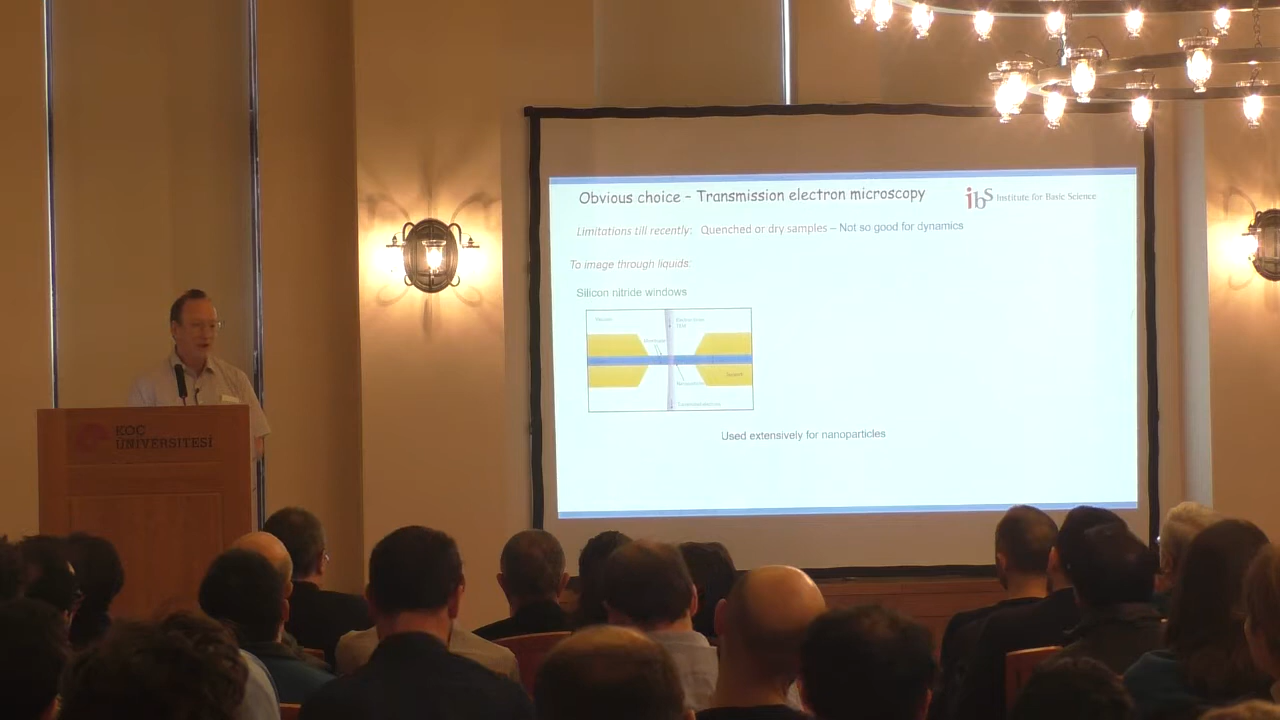 Obvious choice – Transmission electron microscopy
ibs Institute for Basic Science
Limitations till recently: Quenched or dry samples – Not so good for dynamics
To image through liquids:
Silicon nitride windows
Used extensively for nanoparticles
KOÇ
ÜNİVERSİTESİ